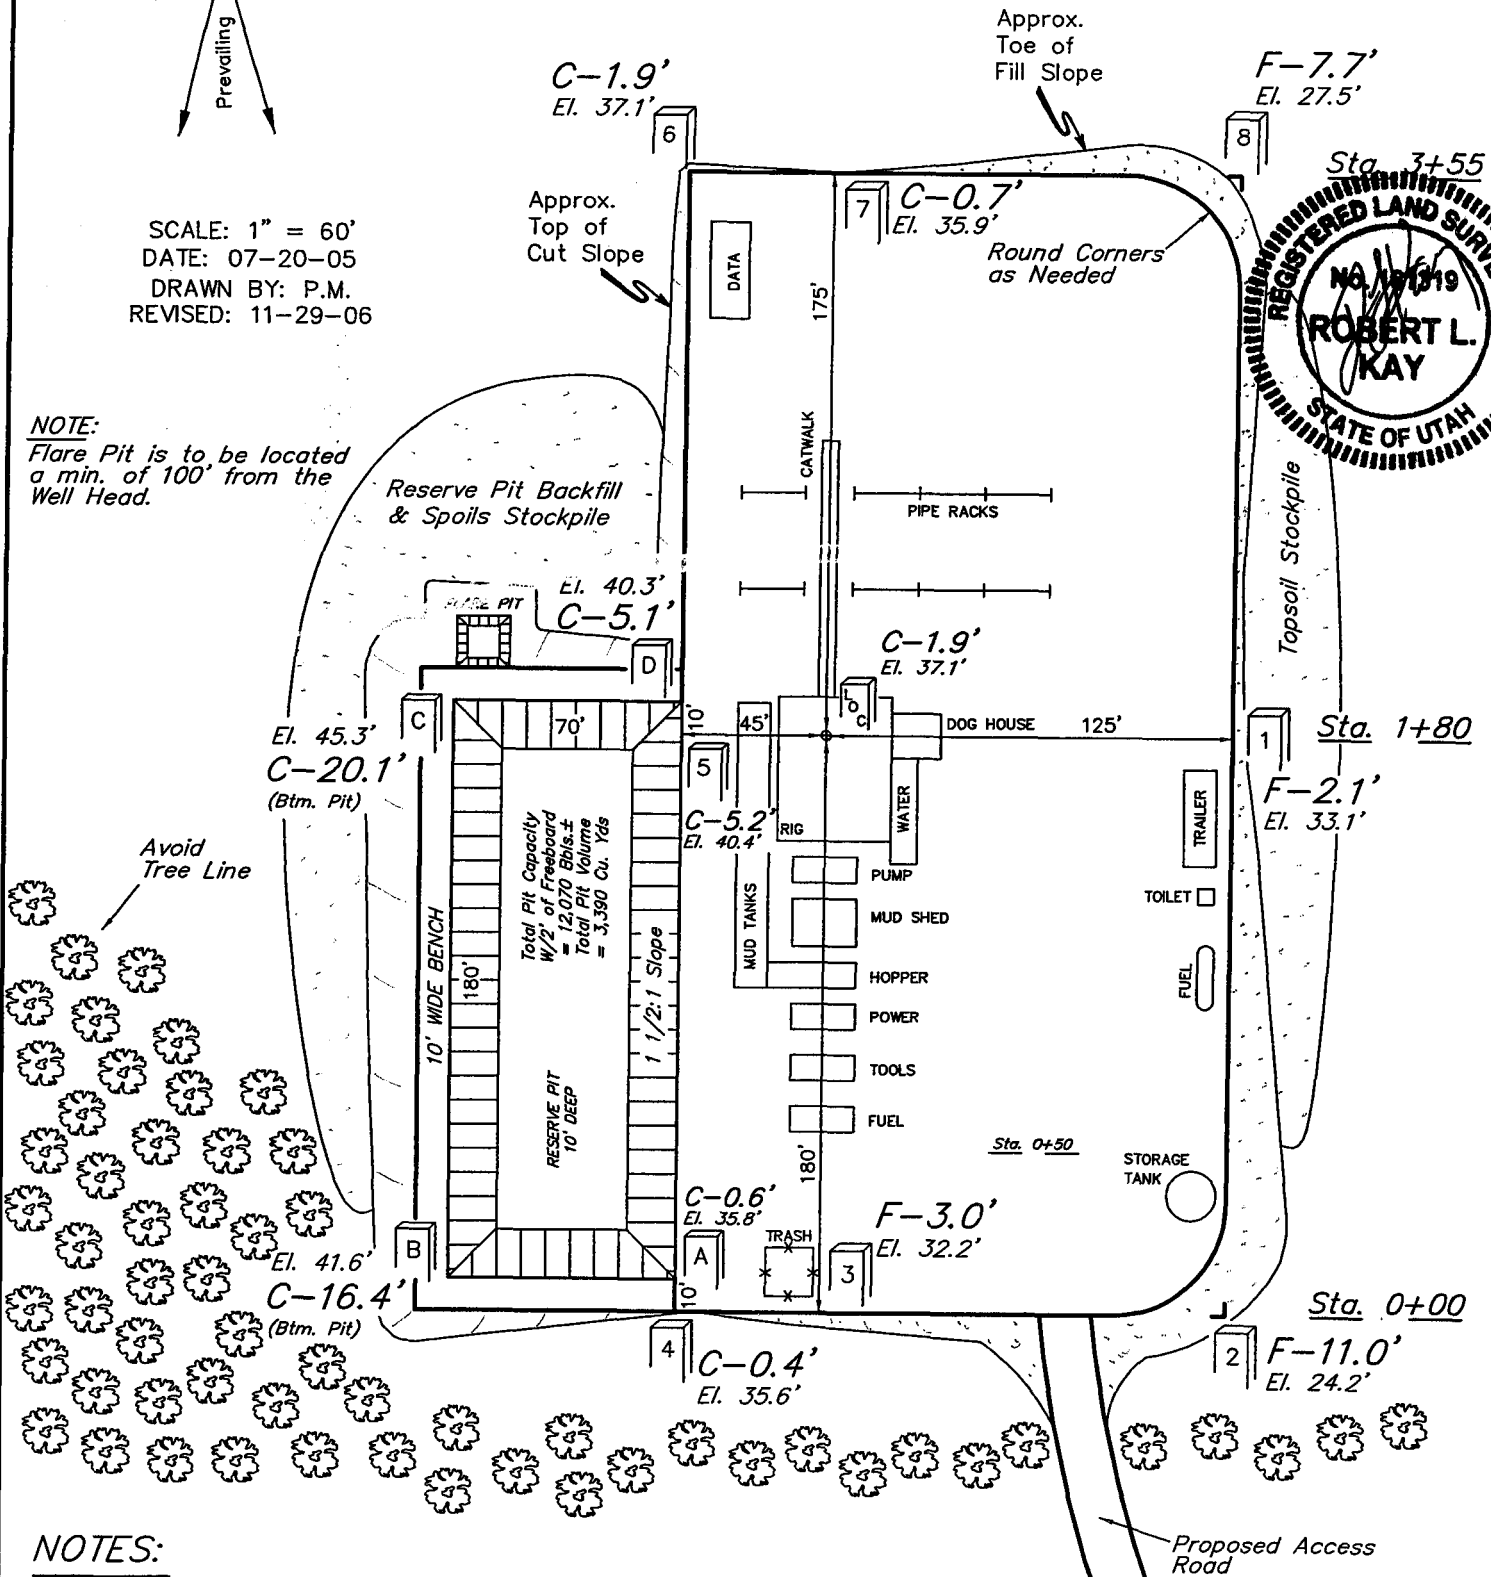 Prevailing
SCALE: 1" = 60'
DATE: 07-20-05
DRAWN BY: P.M.
REVISED: 11-29-06
NOTE:
Flare Pit is to be located
a min. of 100' from the
Well Head.
C-1.9'
El. 37.1'
6
Approx.
Toe of
Fill Slope
F-7.7'
El. 27.5'
8
Sta. 3+55
REGISTERED LAND
No.
ROBERT L.
KAY
STATE OF UTAH
Approx.
Top of
Cut Slope
DATA
7
C-0.7'
El. 35.9'
175'
Round Corners
as Needed
CATWALK
PIPE RACKS
Topsoil Stockpile
Reserve Pit Backfill
& Spoils Stockpile
El. 40.3'
C-5.1'
FLARE PIT
D
C-1.9'
El. 37.1'
LOC
C
El. 45.3'
C-20.1'
(Btm. Pit)
70'
10'
45'
DOG HOUSE
125'
1
Sta. 1+80
F-2.1'
El. 33.1'
5
C-5.2'
El. 40.4'
RIG
WATER
TRAILER
Avoid
Tree Line
Total Pit Capacity
W/2' of Freeboard
= 12,070 Bbls.±
Total Pit Volume
= 3,390 Cu. Yds
10' WIDE BENCH
180'
1 1/2:1 Slope
RESERVE PIT
10' DEEP
MUD TANKS
PUMP
MUD SHED
HOPPER
POWER
TOOLS
FUEL
TOILET
FUEL
Sta. 0+50
STORAGE
TANK
180'
C-0.6'
El. 35.8'
A
10'
TRASH
3
F-3.0'
El. 32.2'
B
El. 41.6'
C-16.4'
(Btm. Pit)
4
C-0.4'
El. 35.6'
Sta. 0+00
2
F-11.0'
El. 24.2'
Proposed Access
Road
NOTES: